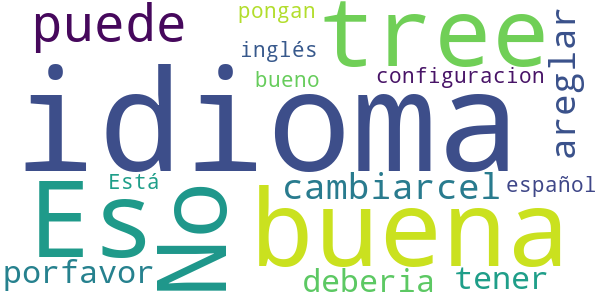 puede
pongan
tree
inglés
bueno
configuracion
areglar
idioma
Es
Está
No
cambiarcel
español
buena
porfavor
deberia
tener